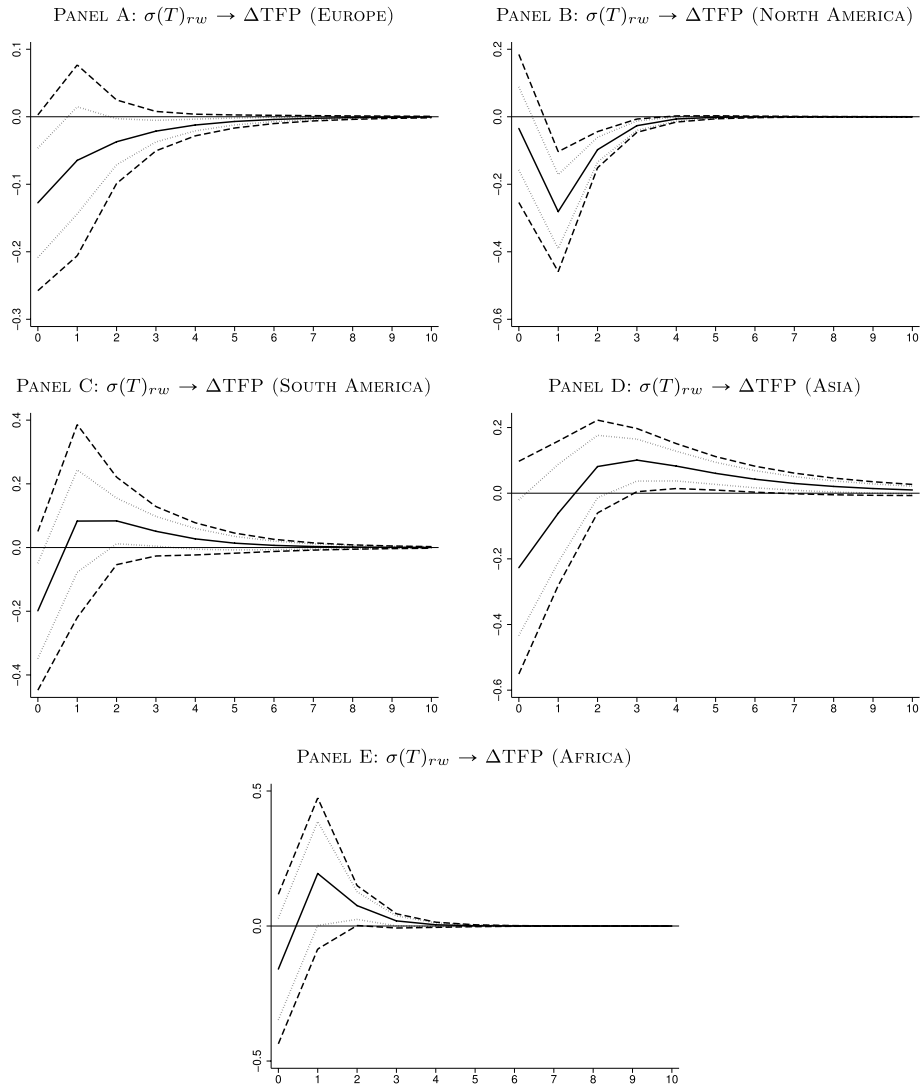 PANEL A: σ(T)rw → ΔTFP (EUROPE)
0.1
0.0
−0.1
−0.2
−0.3
0 1 2 3 4 5 6 7 8 9 10
PANEL B: σ(T)rw → ΔTFP (NORTH AMERICA)
0.2
0.0
−0.2
−0.4
−0.6
0 1 2 3 4 5 6 7 8 9 10
PANEL C: σ(T)rw → ΔTFP (SOUTH AMERICA)
0.4
0.2
0.0
−0.2
−0.4
0 1 2 3 4 5 6 7 8 9 10
PANEL D: σ(T)rw → ΔTFP (ASIA)
0.2
0.0
−0.2
−0.4
−0.6
0 1 2 3 4 5 6 7 8 9 10
PANEL E: σ(T)rw → ΔTFP (AFRICA)
0.5
0.0
−0.5
0 1 2 3 4 5 6 7 8 9 10